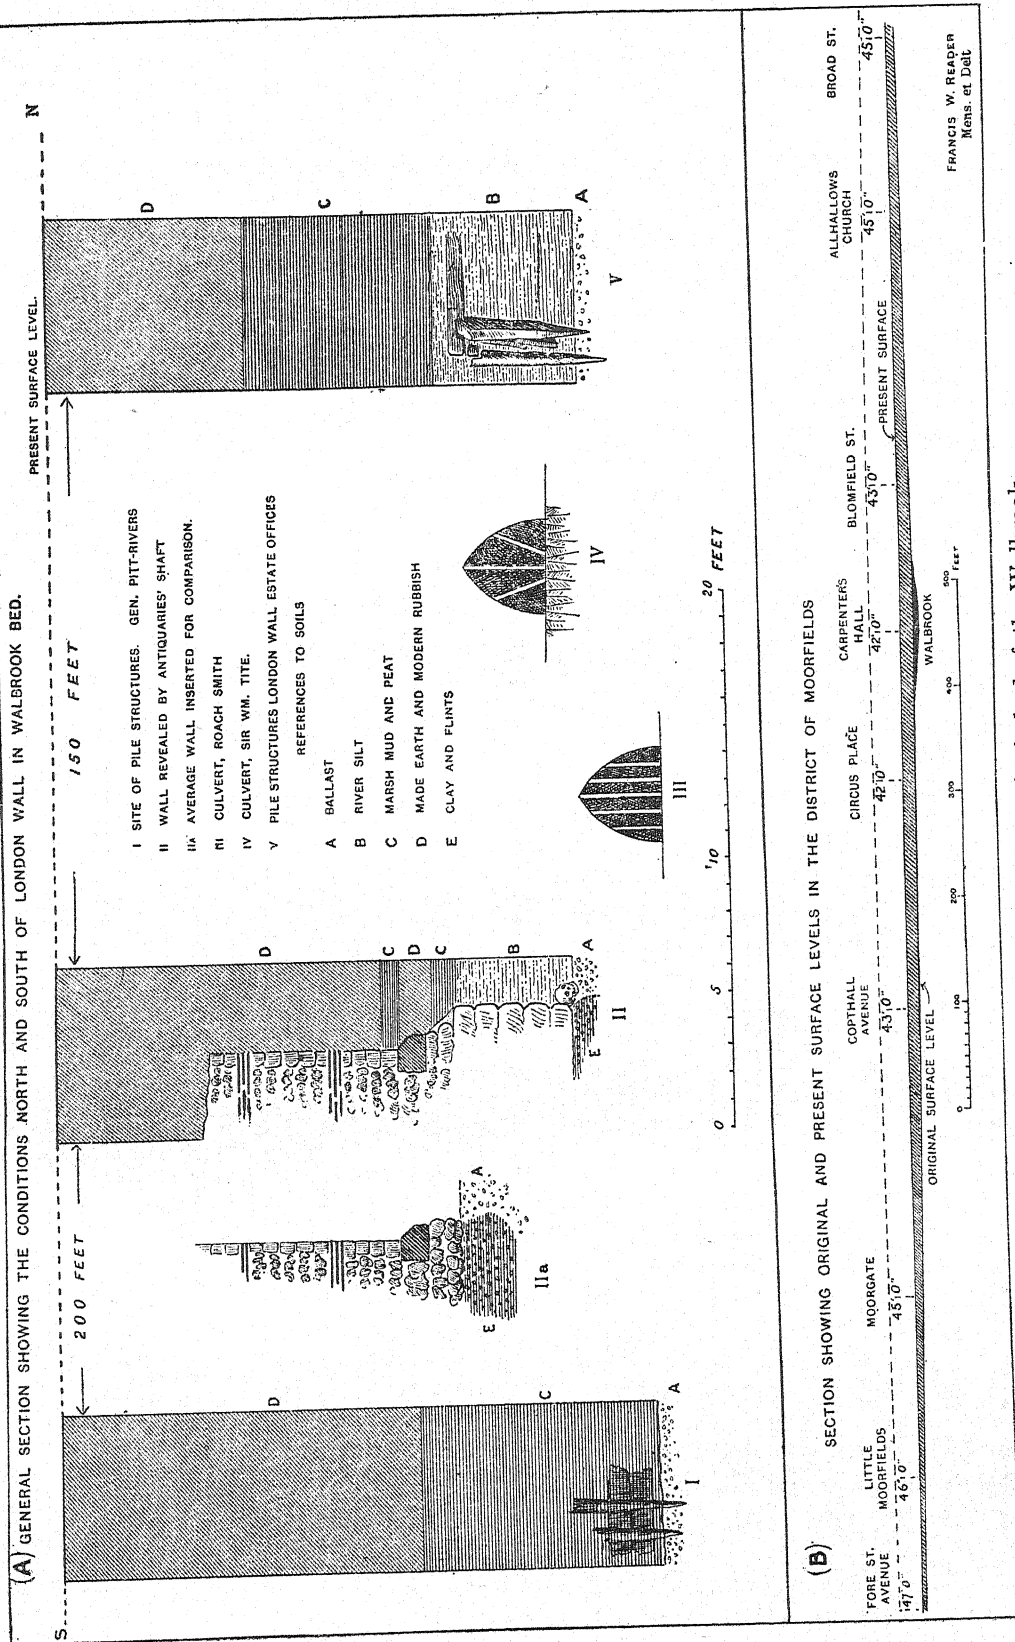 (A) GENERAL SECTION SHOWING THE CONDITIONS NORTH AND SOUTH OF LONDON WALL IN WALBROOK BED.
S
PRESENT SURFACE LEVEL.
N
200 FEET
150 FEET
D
C
A
I
A
E
IIa
D
C
D
C
B
A
E
II
I SITE OF PILE STRUCTURES. GEN. PITT-RIVERS
II WALL REVEALED BY ANTIQUARIES' SHAFT
IIA AVERAGE WALL INSERTED FOR COMPARISON.
III CULVERT, ROACH SMITH
IV CULVERT, SIR WM. TITE.
V PILE STRUCTURES LONDON WALL ESTATE OFFICES
REFERENCES TO SOILS
A BALLAST
B RIVER SILT
C MARSH MUD AND PEAT
D MADE EARTH AND MODERN RUBBISH
E CLAY AND FLINTS
III
IV
D
C
B
A
V
0 5 10 20 FEET
(B) SECTION SHOWING ORIGINAL AND PRESENT SURFACE LEVELS IN THE DISTRICT OF MOORFIELDS
FORE ST.
AVENUE
47'0"
LITTLE
MOORFIELDS
46'0"
MOORGATE
45'0"
COPTHALL
AVENUE
43'0"
CIRCUS PLACE
42'0"
CARPENTER'S
HALL
42'0"
BLOMFIELD ST.
43'0"
ALLHALLOWS
CHURCH
45'0"
BROAD ST.
45'0"
PRESENT SURFACE
ORIGINAL SURFACE LEVEL
WALBROOK
0 100 200 300 400 500 FEET
FRANCIS W. READER
Mens. et Delt